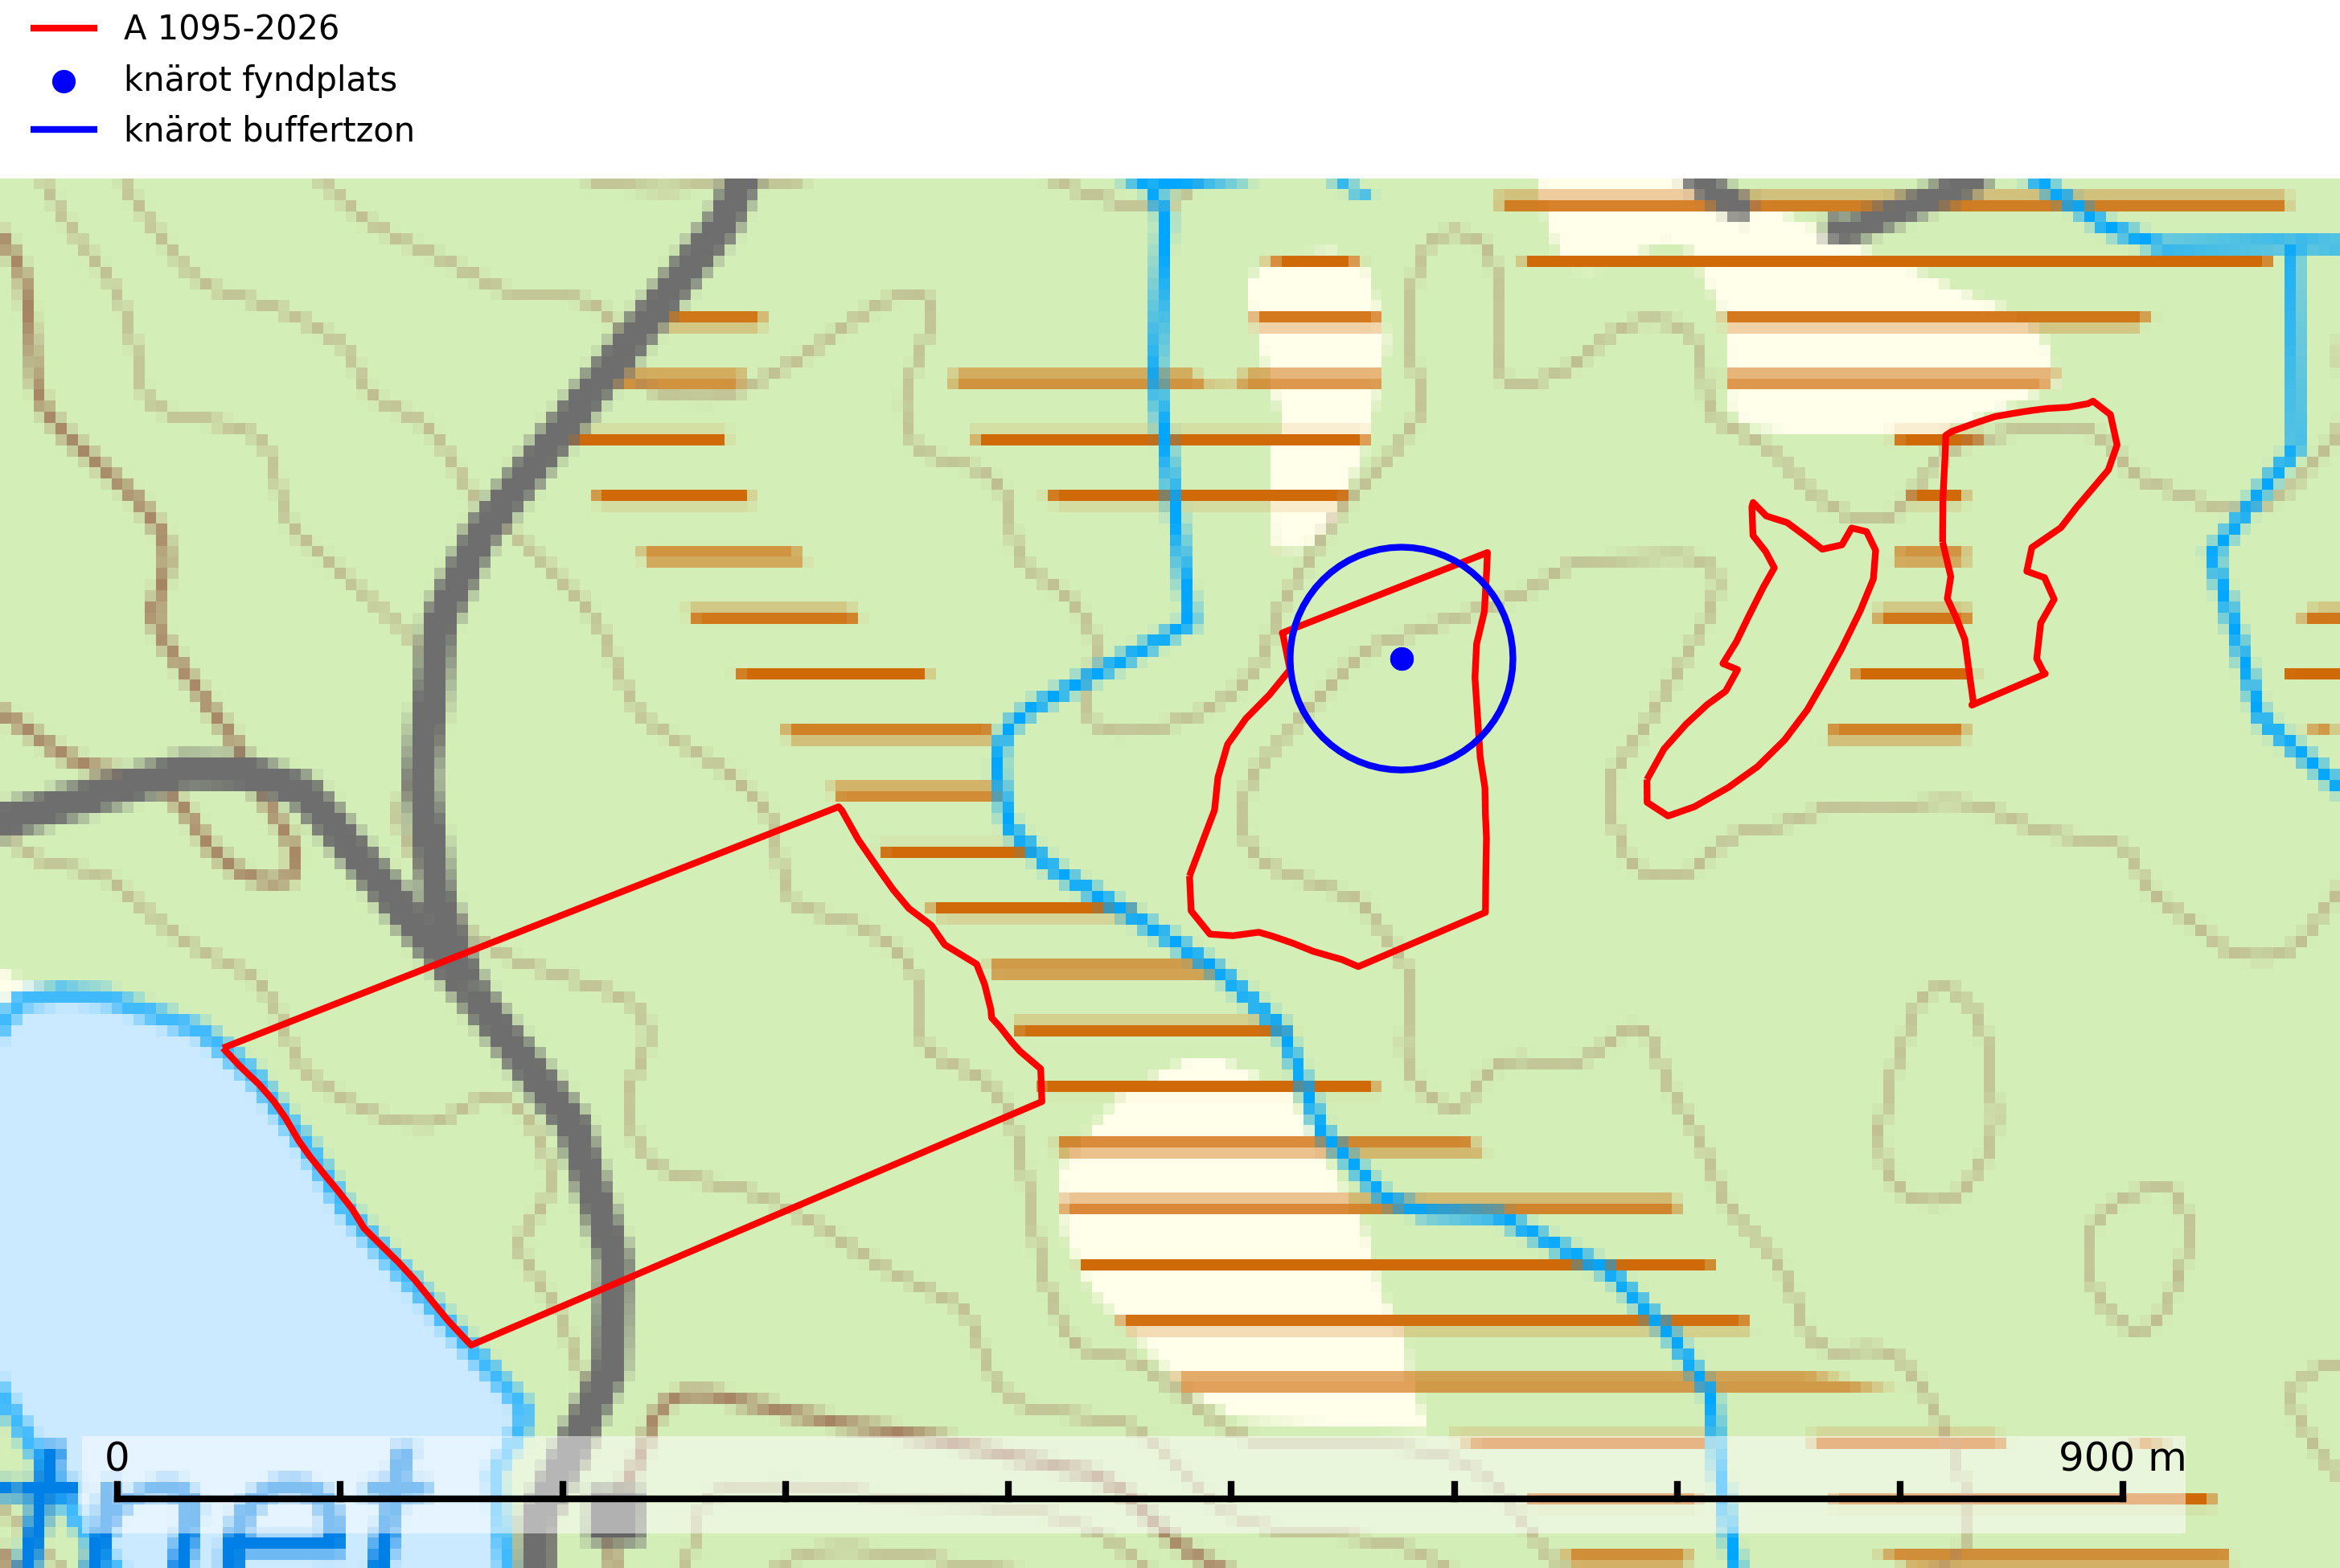 A 1095-2026
knärot fyndplats
knärot buffertzon
0
900 m